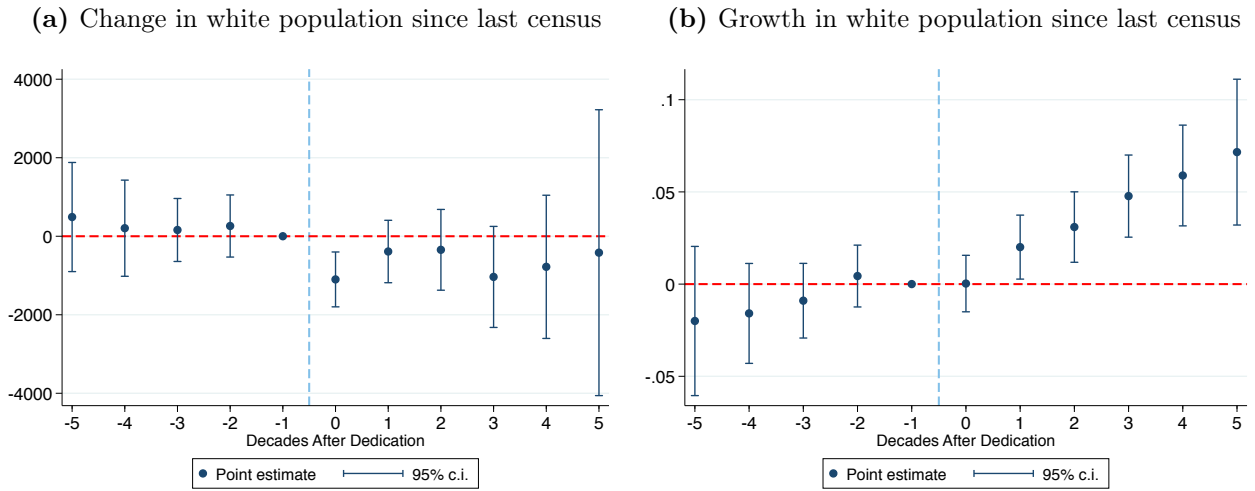 (a) Change in white population since last census
4000
2000
0
-2000
-4000
-5 -4 -3 -2 -1 0 1 2 3 4 5
Decades After Dedication
Point estimate 95% c.i.
(b) Growth in white population since last census
.1
.05
0
-.05
-5 -4 -3 -2 -1 0 1 2 3 4 5
Decades After Dedication
Point estimate 95% c.i.